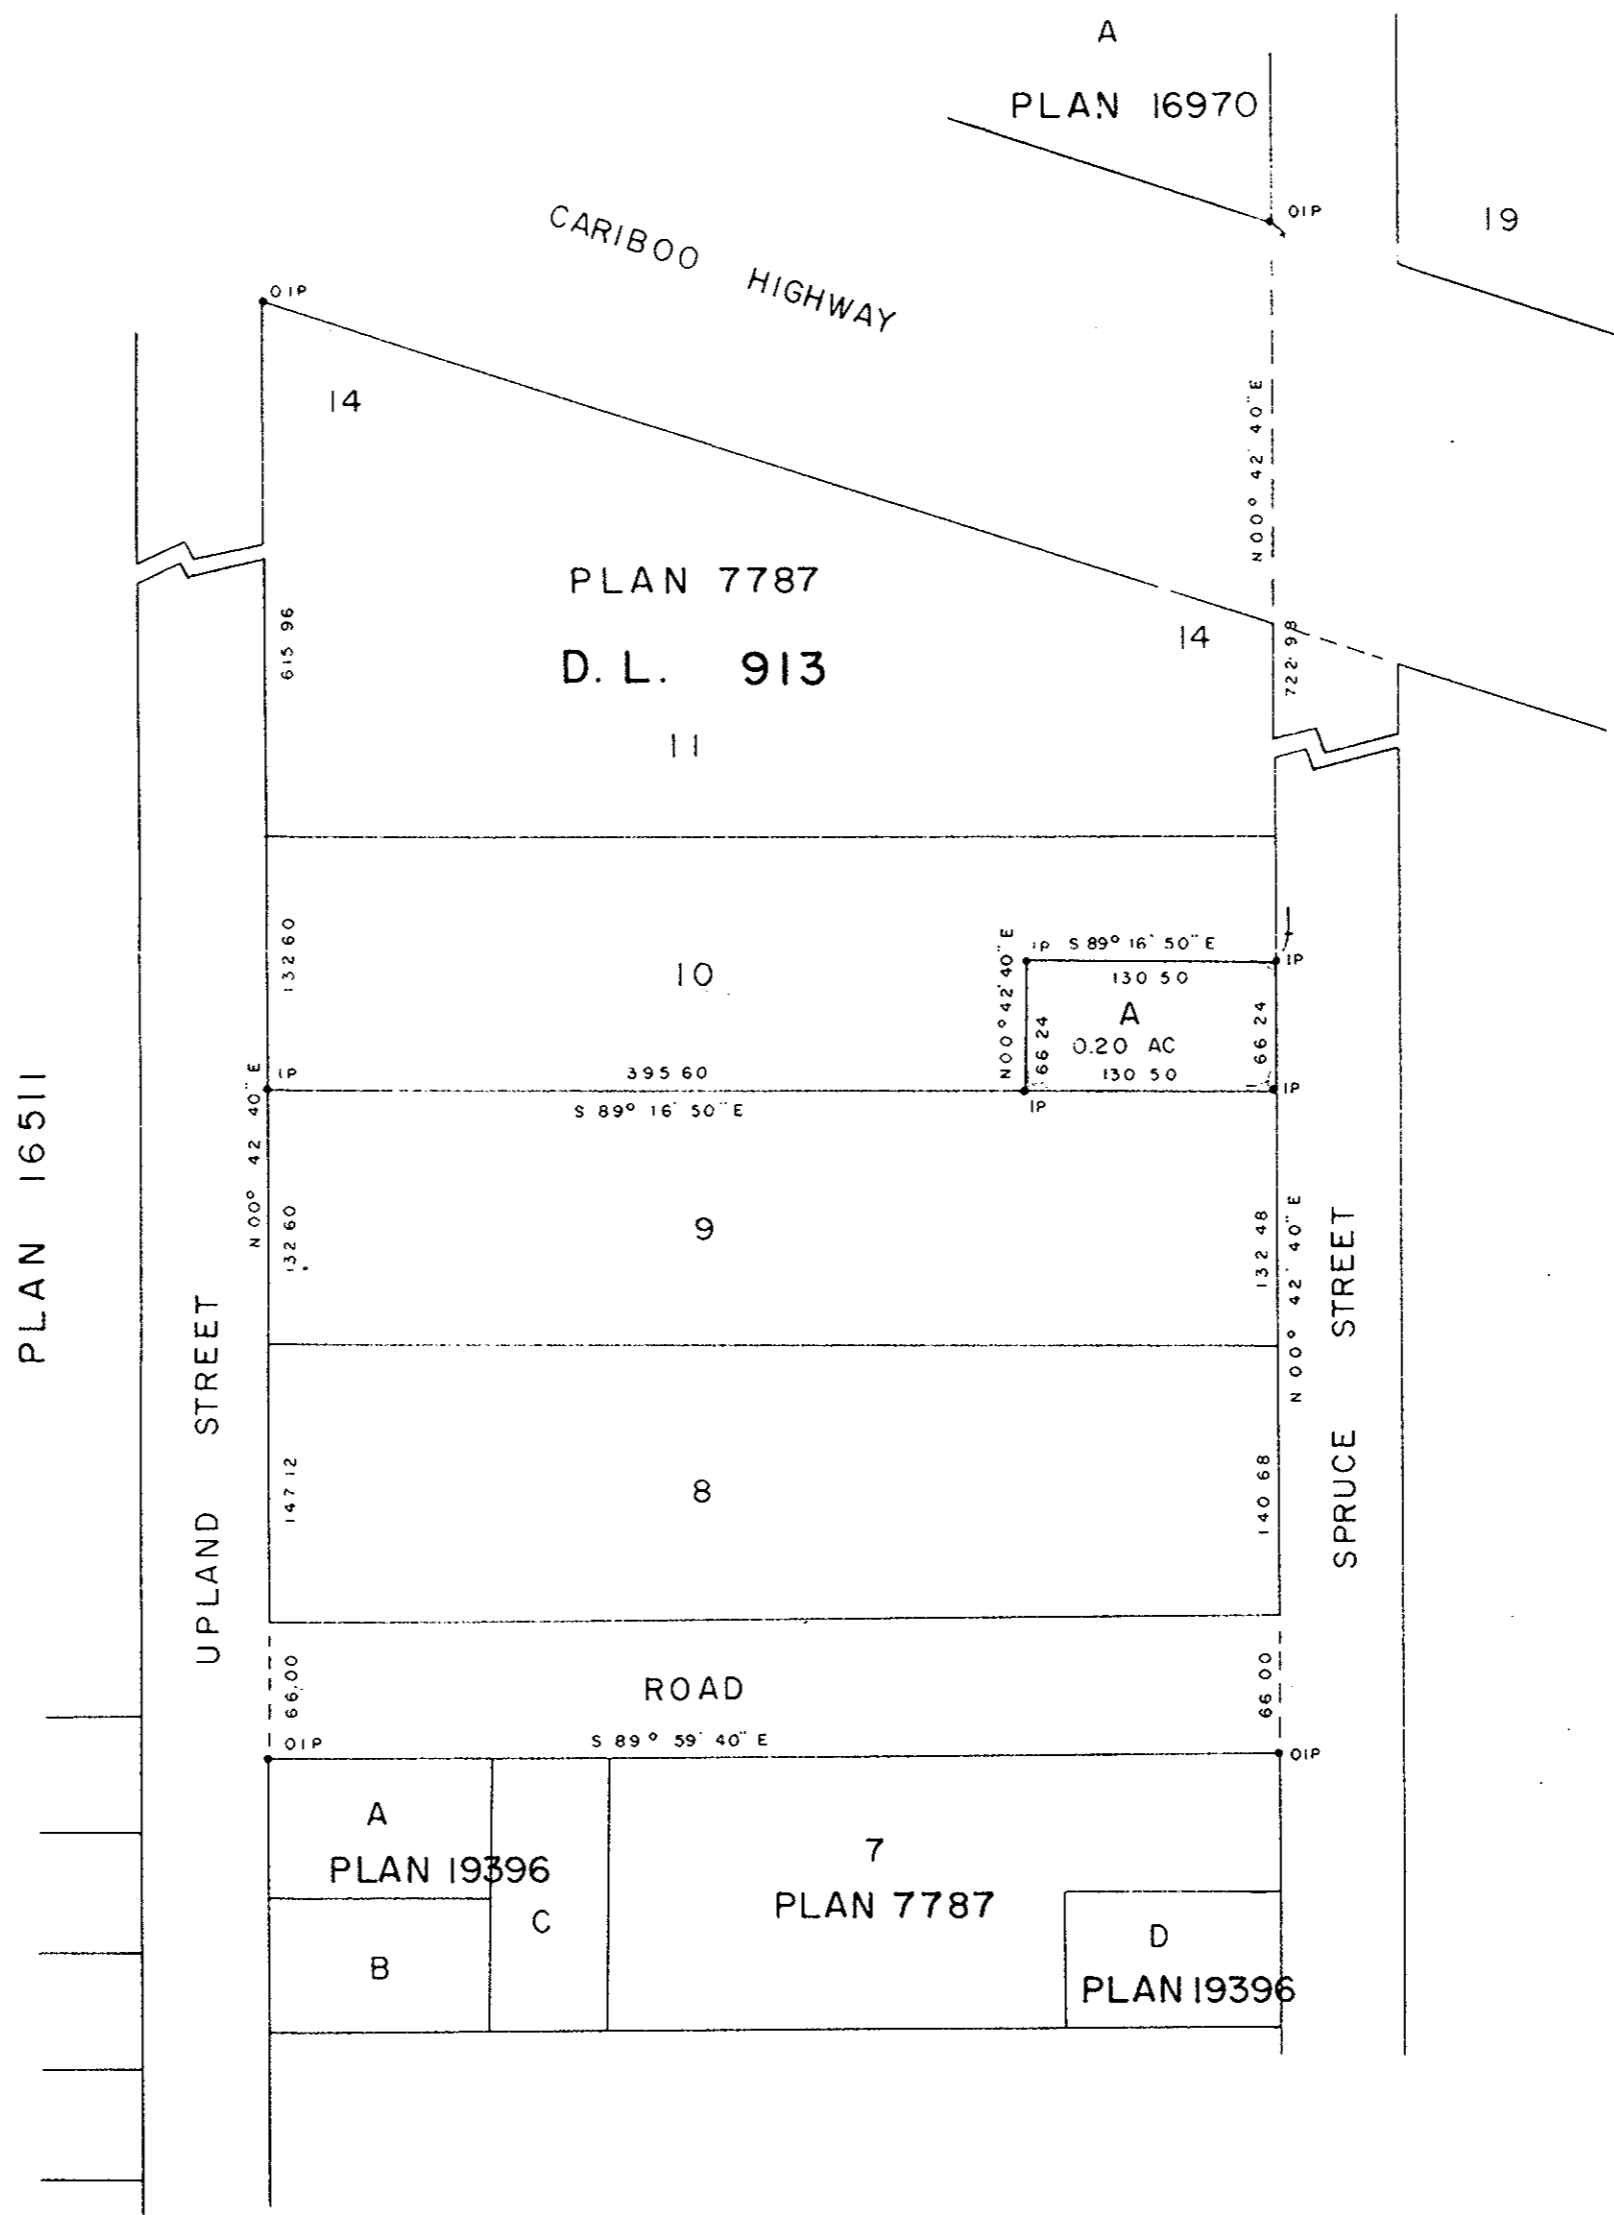 A
PLAN 16970
OIP
19
CARIBOO HIGHWAY
OIP
14
N 00° 42' 40" E
PLAN 7787
14
D. L. 913
615 96
722.98
11
132 60
10
N 00° 42' 40" E
IP
S 89° 16' 50" E
IP
130 50
A
0.20 AC
66 24
66 24
130 50
IP
395 60
S 89° 16' 50" E
IP
IP
N 00° 42' 40" E
PLAN 16511
132 60
9
132 48
N 00° 42' 40" E
UPLAND STREET
SPRUCE STREET
147 12
8
140 68
66.00
ROAD
66 00
OIP
S 89° 59' 40" E
OIP
A
PLAN 19396
7
PLAN 7787
C
B
D
PLAN 19396